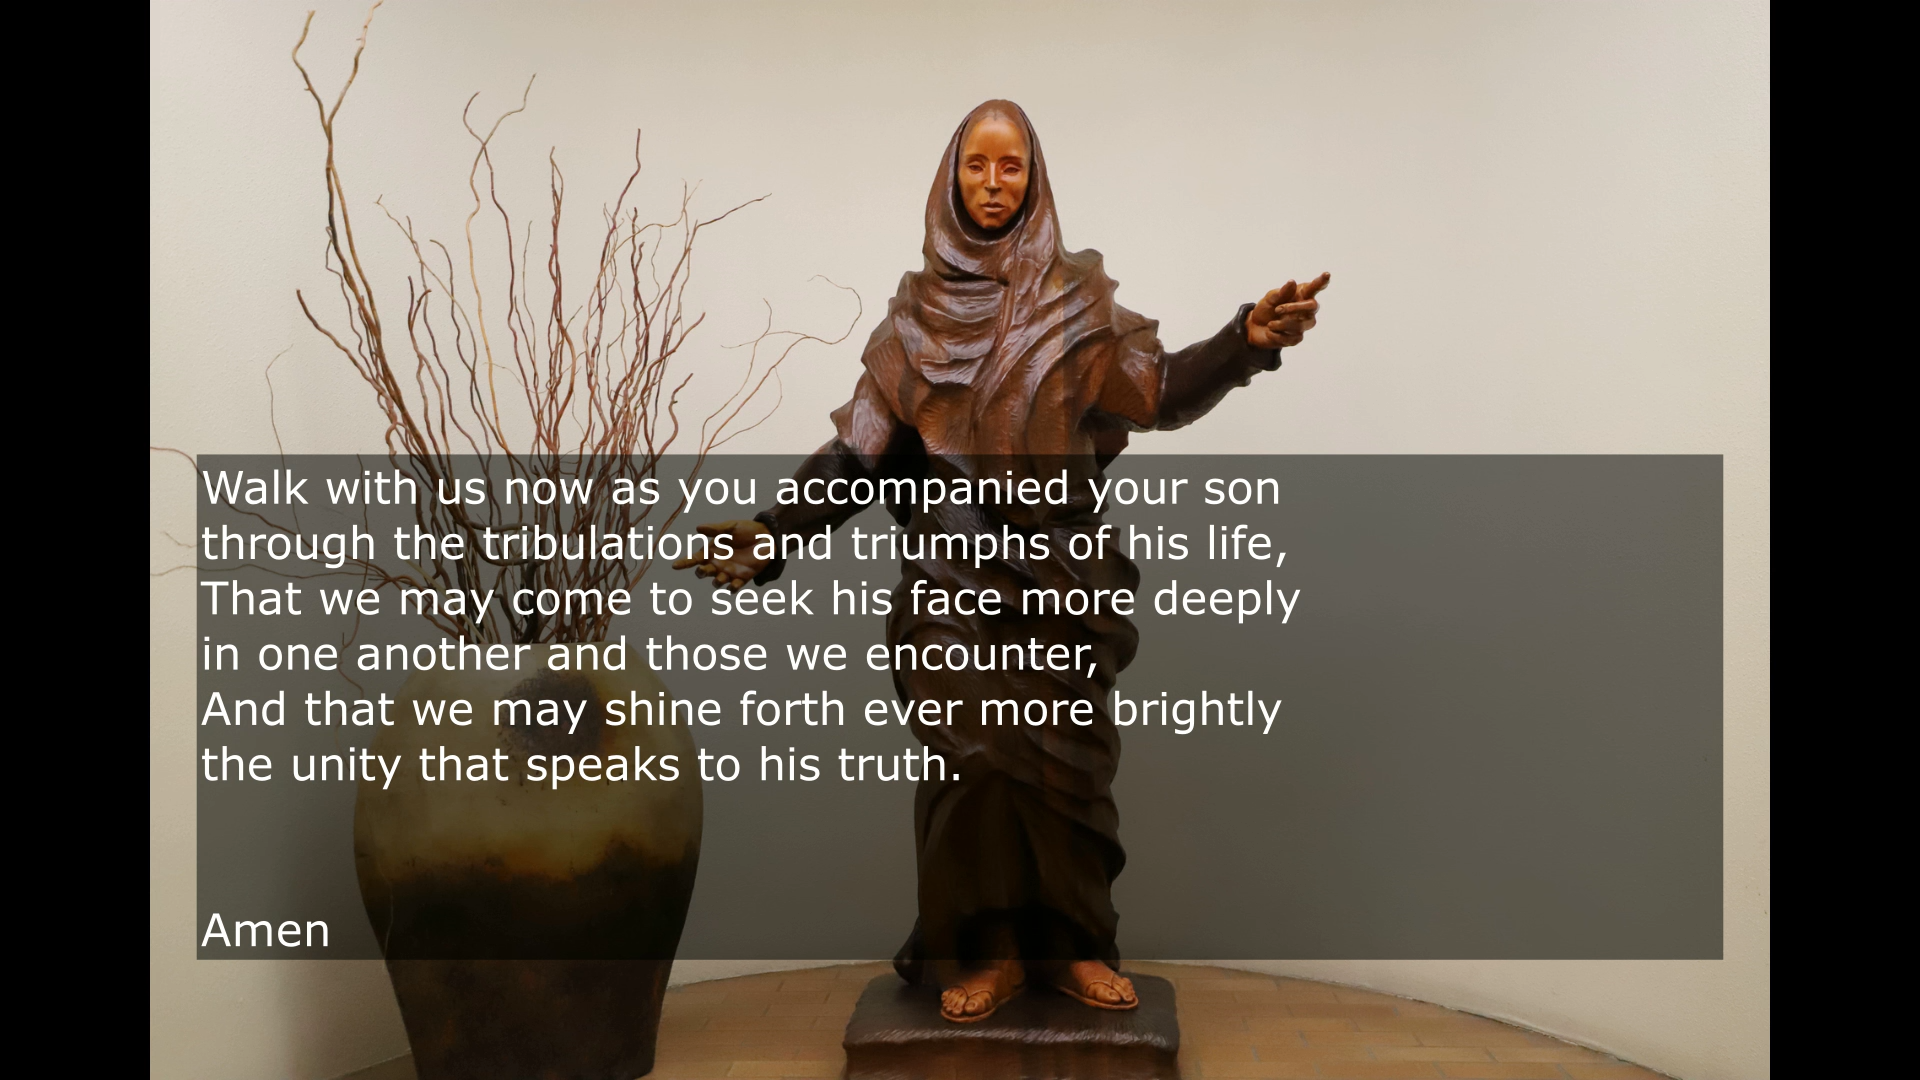 Walk with us now as you accompanied your son
through the tribulations and triumphs of his life,
That we may come to seek his face more deeply
in one another and those we encounter,
And that we may shine forth ever more brightly
the unity that speaks to his truth.
Amen